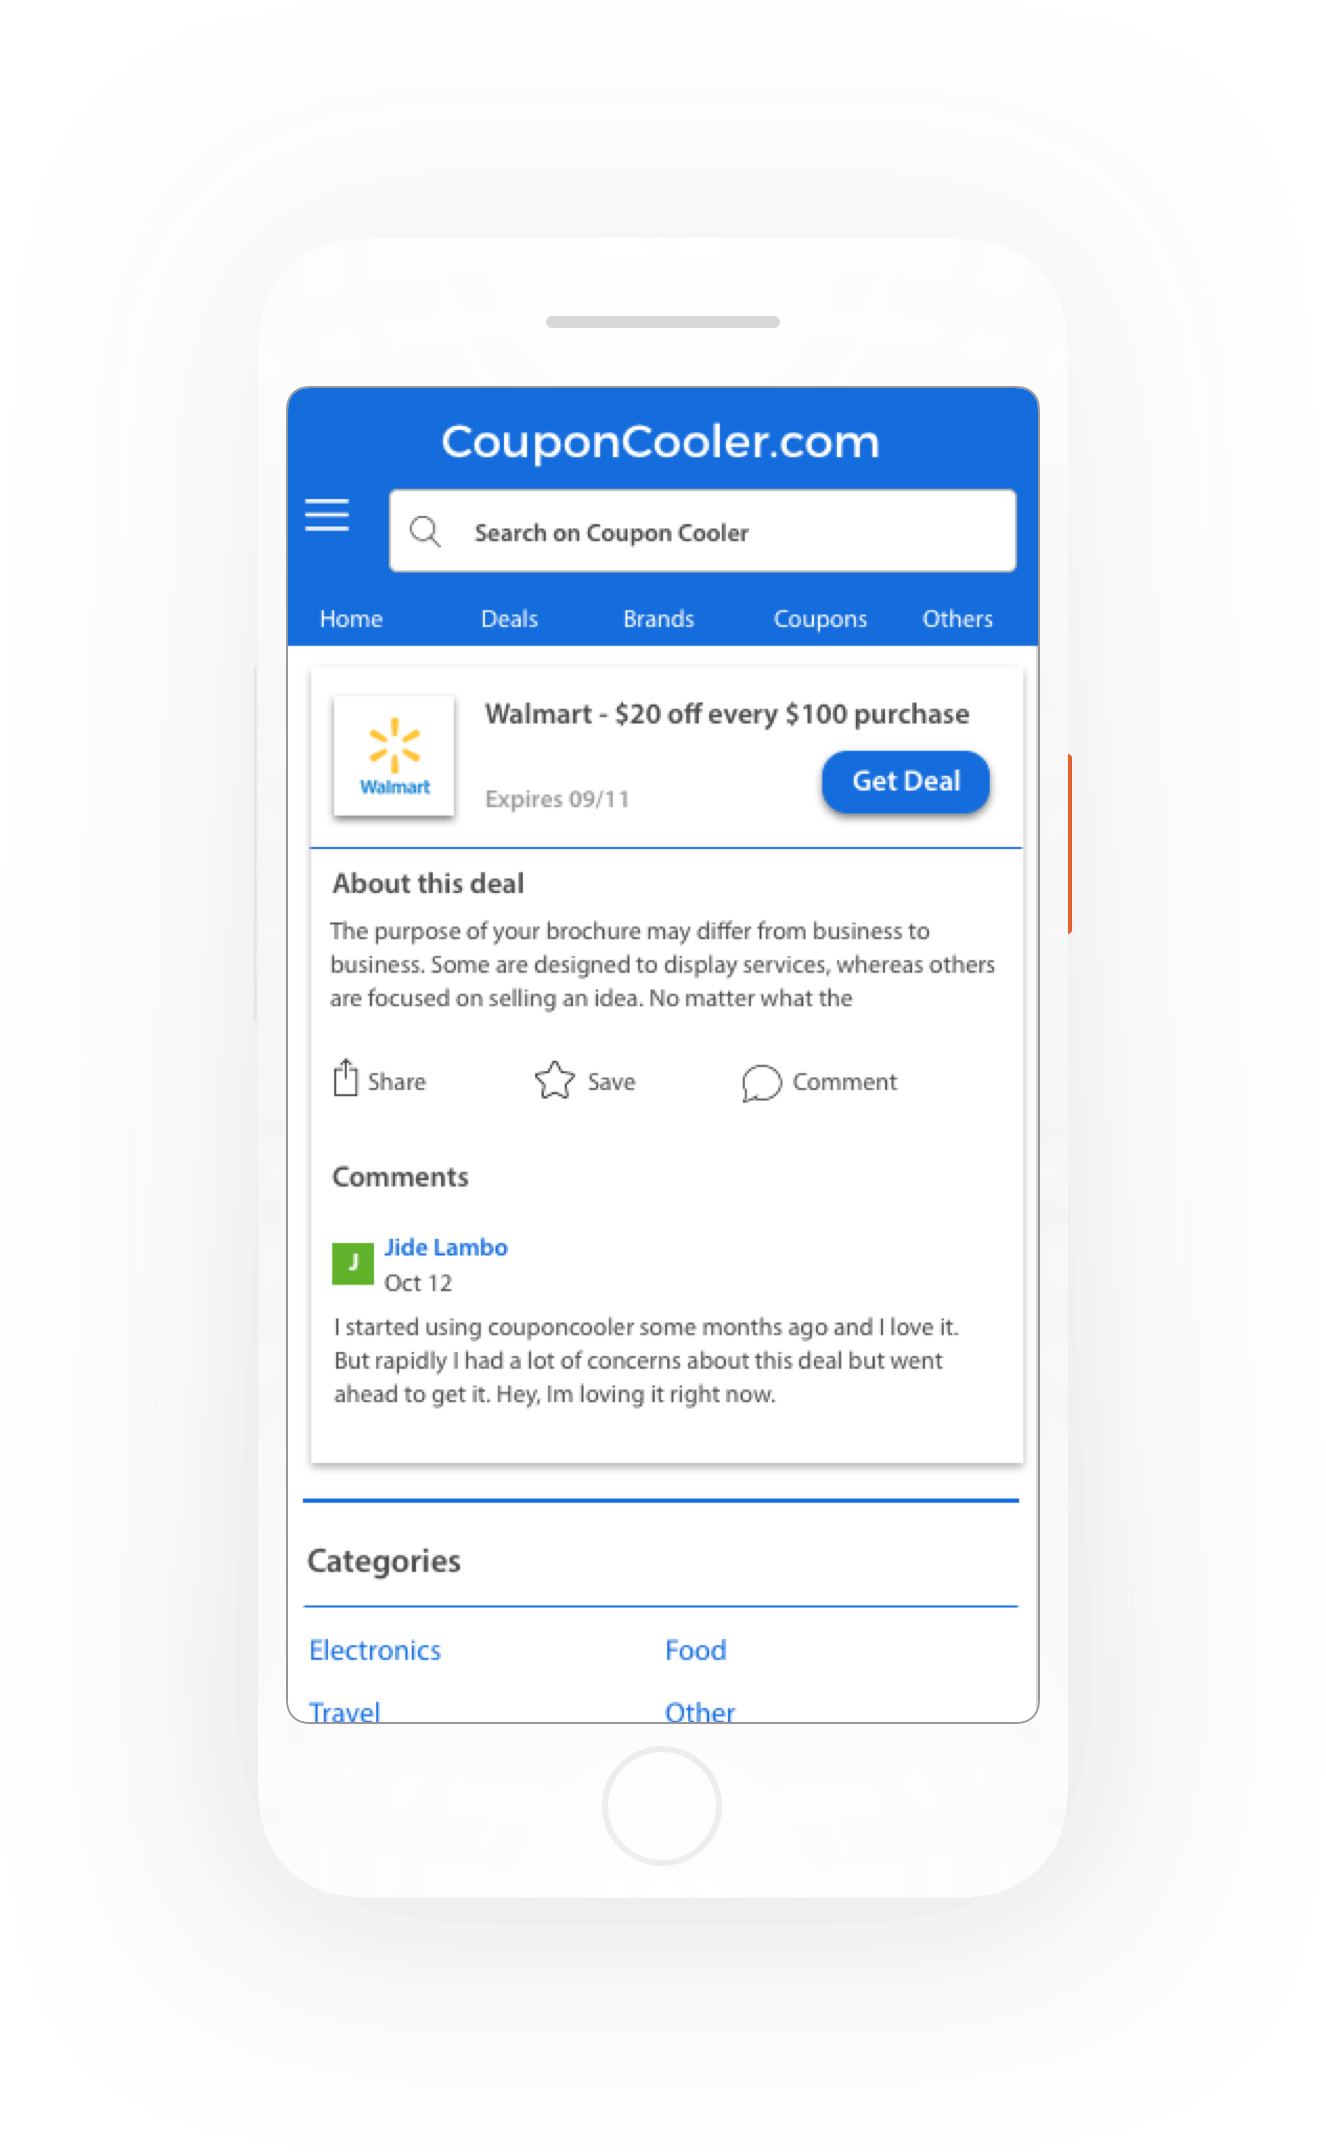 CouponCooler.com
Search on Coupon Cooler
Home Deals Brands Coupons Others
Walmart - $20 off every $100 purchase
Walmart
Expires 09/11
Get Deal
About this deal
The purpose of your brochure may differ from business to
business. Some are designed to display services, whereas others
are focused on selling an idea. No matter what the
Share Save Comment
Comments
J
Jide Lambo
Oct 12
I started using couponcooler some months ago and I love it.
But rapidly I had a lot of concerns about this deal but went
ahead to get it. Hey, Im loving it right now.
Categories
Electronics Food
Travel Other